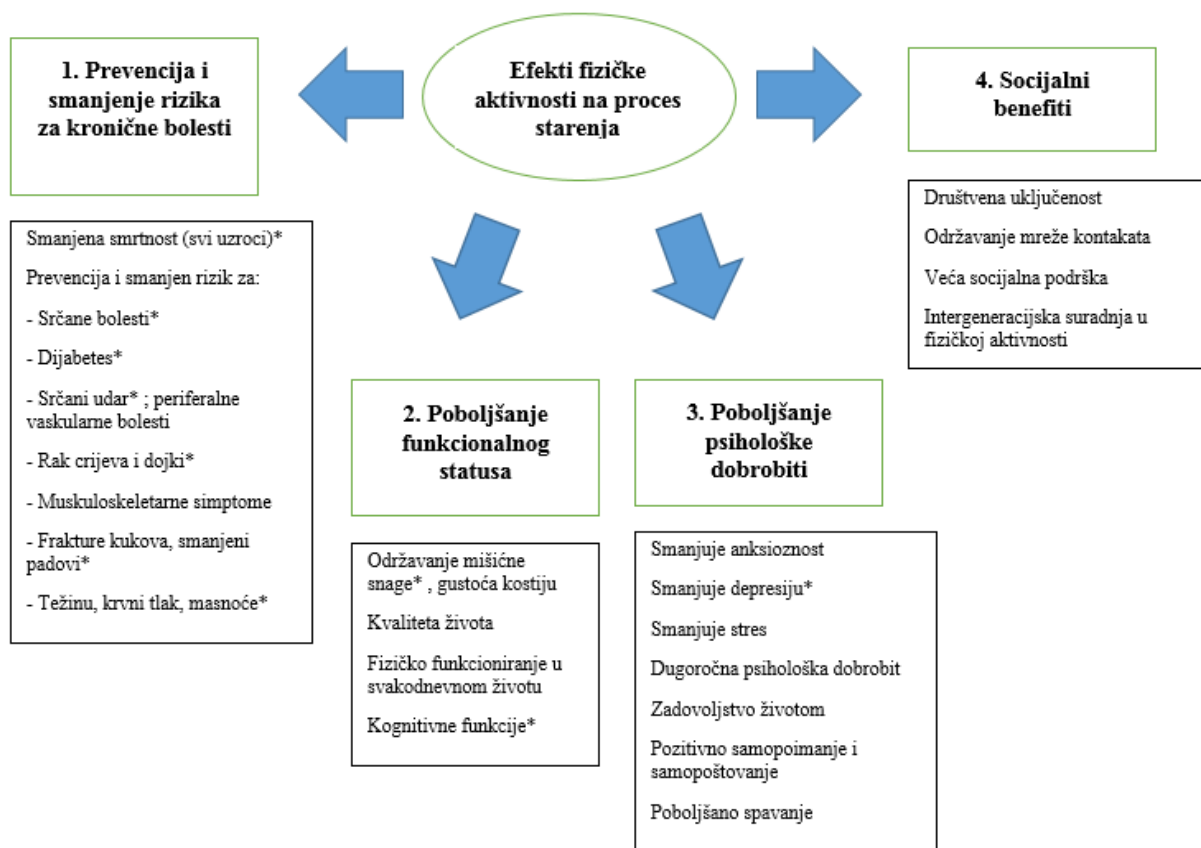 Efekti fizičke
aktivnosti na proces
starenja
1. Prevencija i
smanjenje rizika
za kronične bolesti
Smanjena smrtnost (svi uzroci)*
Prevencija i smanjen rizik za:
- Srčane bolesti*
- Dijabetes*
- Srčani udar* ; periferalne
vaskularne bolesti
- Rak crijeva i dojki*
- Muskuloskeletarne simptome
- Frakture kukova, smanjeni
padovi*
- Težinu, krvni tlak, masnoće*
2. Poboljšanje
funkcionalnog
statusa
Održavanje mišićne
snage* , gustoća kostiju
Kvaliteta života
Fizičko funkcioniranje u
svakodnevnom životu
Kognitivne funkcije*
3. Poboljšanje
psihološke
dobrobiti
Smanjuje anksioznost
Smanjuje depresiju*
Smanjuje stres
Dugoročna psihološka dobrobit
Zadovoljstvo životom
Pozitivno samopoimanje i
samopoštovanje
Poboljšano spavanje
4. Socijalni
benefiti
Društvena uključenost
Održavanje mreže kontakata
Veća socijalna podrška
Intergeneracijska suradnja u
fizičkoj aktivnosti